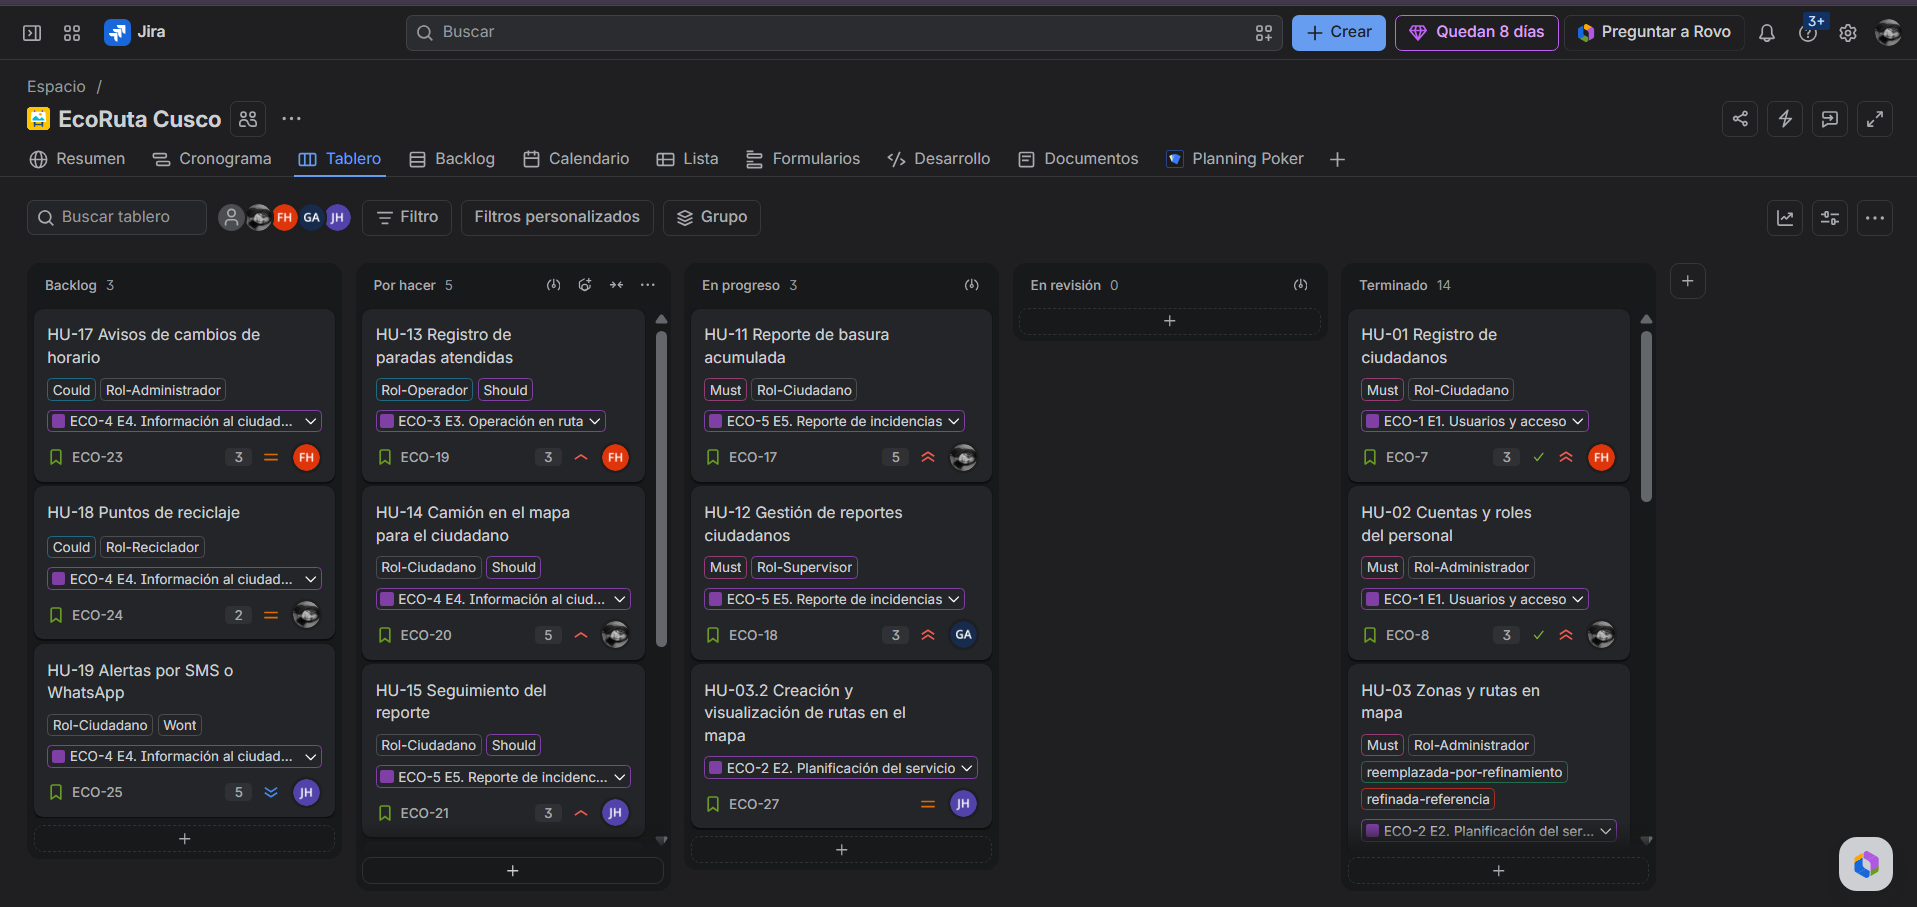 Jira
Buscar
Crear
Quedan 8 días
Preguntar a Rovo
3+
Espacio /
EcoRuta Cusco
Resumen
Cronograma
Tablero
Backlog
Calendario
Lista
Formularios
Desarrollo
Documentos
Planning Poker
Buscar tablero
FH
GA
JH
Filtro
Filtros personalizados
Grupo
Backlog 3
HU-17 Avisos de cambios de
horario
Could Rol-Administrador
ECO-4 E4. Información al ciudad...
ECO-23 3 FH
HU-18 Puntos de reciclaje
Could Rol-Reciclador
ECO-4 E4. Información al ciudad...
ECO-24 2
HU-19 Alertas por SMS o
WhatsApp
Rol-Ciudadano Wont
ECO-4 E4. Información al ciudad...
ECO-25 5 JH
Por hacer 5
HU-13 Registro de
paradas atendidas
Rol-Operador Should
ECO-3 E3. Operación en ruta
ECO-19 3 FH
HU-14 Camión en el mapa
para el ciudadano
Rol-Ciudadano Should
ECO-4 E4. Información al ciud...
ECO-20 5
HU-15 Seguimiento del
reporte
Rol-Ciudadano Should
ECO-5 E5. Reporte de incidenc...
ECO-21 3 JH
En progreso 3
HU-11 Reporte de basura
acumulada
Must Rol-Ciudadano
ECO-5 E5. Reporte de incidencias
ECO-17 5
HU-12 Gestión de reportes
ciudadanos
Must Rol-Supervisor
ECO-5 E5. Reporte de incidencias
ECO-18 3 GA
HU-03.2 Creación y
visualización de rutas en el
mapa
ECO-2 E2. Planificación del servicio
ECO-27 JH
En revisión 0
Terminado 14
HU-01 Registro de
ciudadanos
Must Rol-Ciudadano
ECO-1 E1. Usuarios y acceso
ECO-7 3 FH
HU-02 Cuentas y roles
del personal
Must Rol-Administrador
ECO-1 E1. Usuarios y acceso
ECO-8 3
HU-03 Zonas y rutas en
mapa
Must Rol-Administrador
reemplazada-por-refinamiento
refinada-referencia
ECO-2 E2. Planificación del ser...